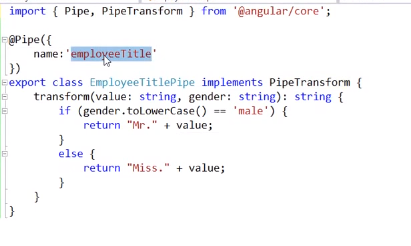 import { Pipe, PipeTransform } from '@angular/core';
@Pipe({
name:'employeeTitle'
})
export class EmployeeTitlePipe implements PipeTransform {
transform(value: string, gender: string): string {
if (gender.toLowerCase() == 'male') {
return "Mr." + value;
}
else {
return "Miss." + value;
}
}
}